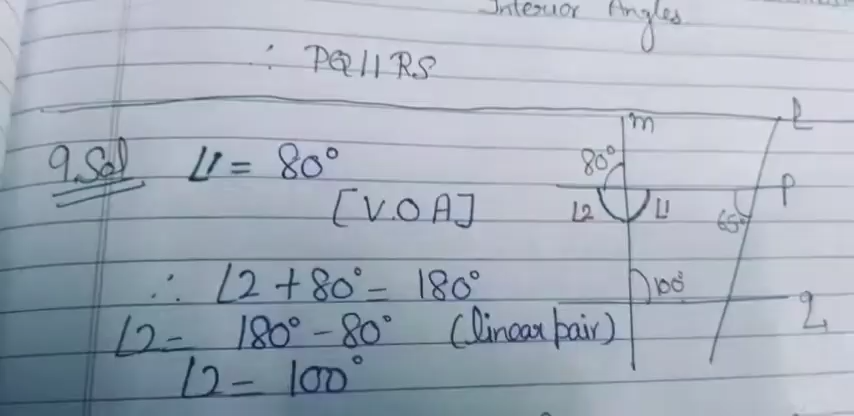 Interior Angles
∴ PQ || RS
9. Sol ∠1 = 80°
[V.O A]
∴ ∠2 + 80° = 180°
∠2 = 180° - 80° (linear pair)
∠2 = 100°
m
l
80°
P
∠2
∠1
65°
100°